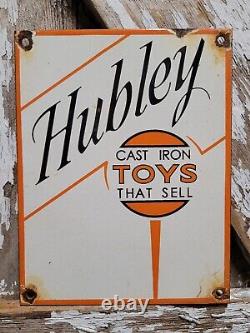 Hubley
CAST IRON
TOYS
THAT SELL